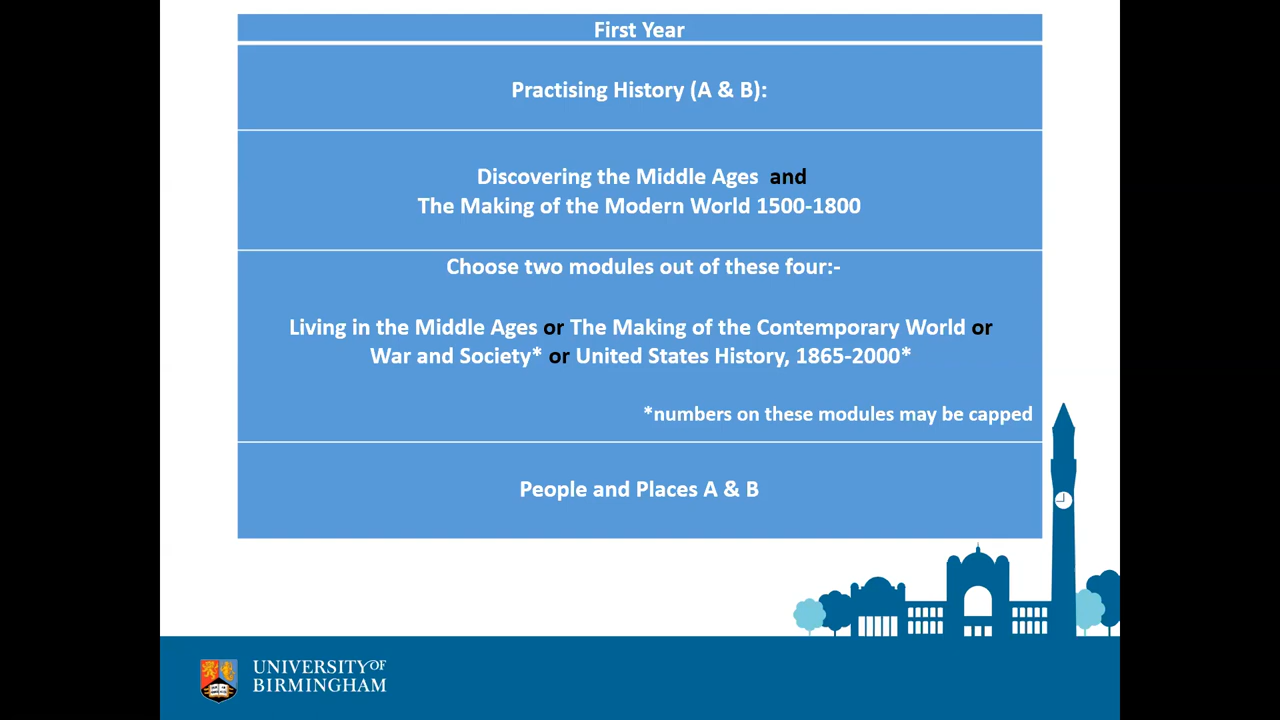 First Year
Practising History (A & B):
Discovering the Middle Ages and
The Making of the Modern World 1500-1800
Choose two modules out of these four:-
Living in the Middle Ages or The Making of the Contemporary World or
War and Society* or United States History, 1865-2000*
*numbers on these modules may be capped
People and Places A & B
UNIVERSITY OF
BIRMINGHAM